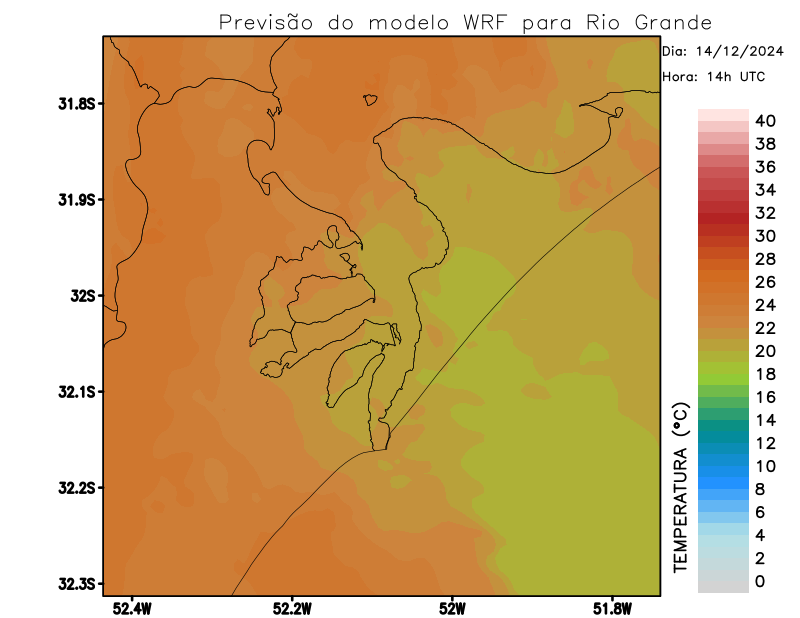 Previsão do modelo WRF para Rio Grande
Dia: 14/12/2024
Hora: 14h UTC
31.8S
31.9S
32S
32.1S
32.2S
32.3S
52.4W
52.2W
52W
51.8W
TEMPERATURA (°C)
40
38
36
34
32
30
28
26
24
22
20
18
16
14
12
10
8
6
4
2
0